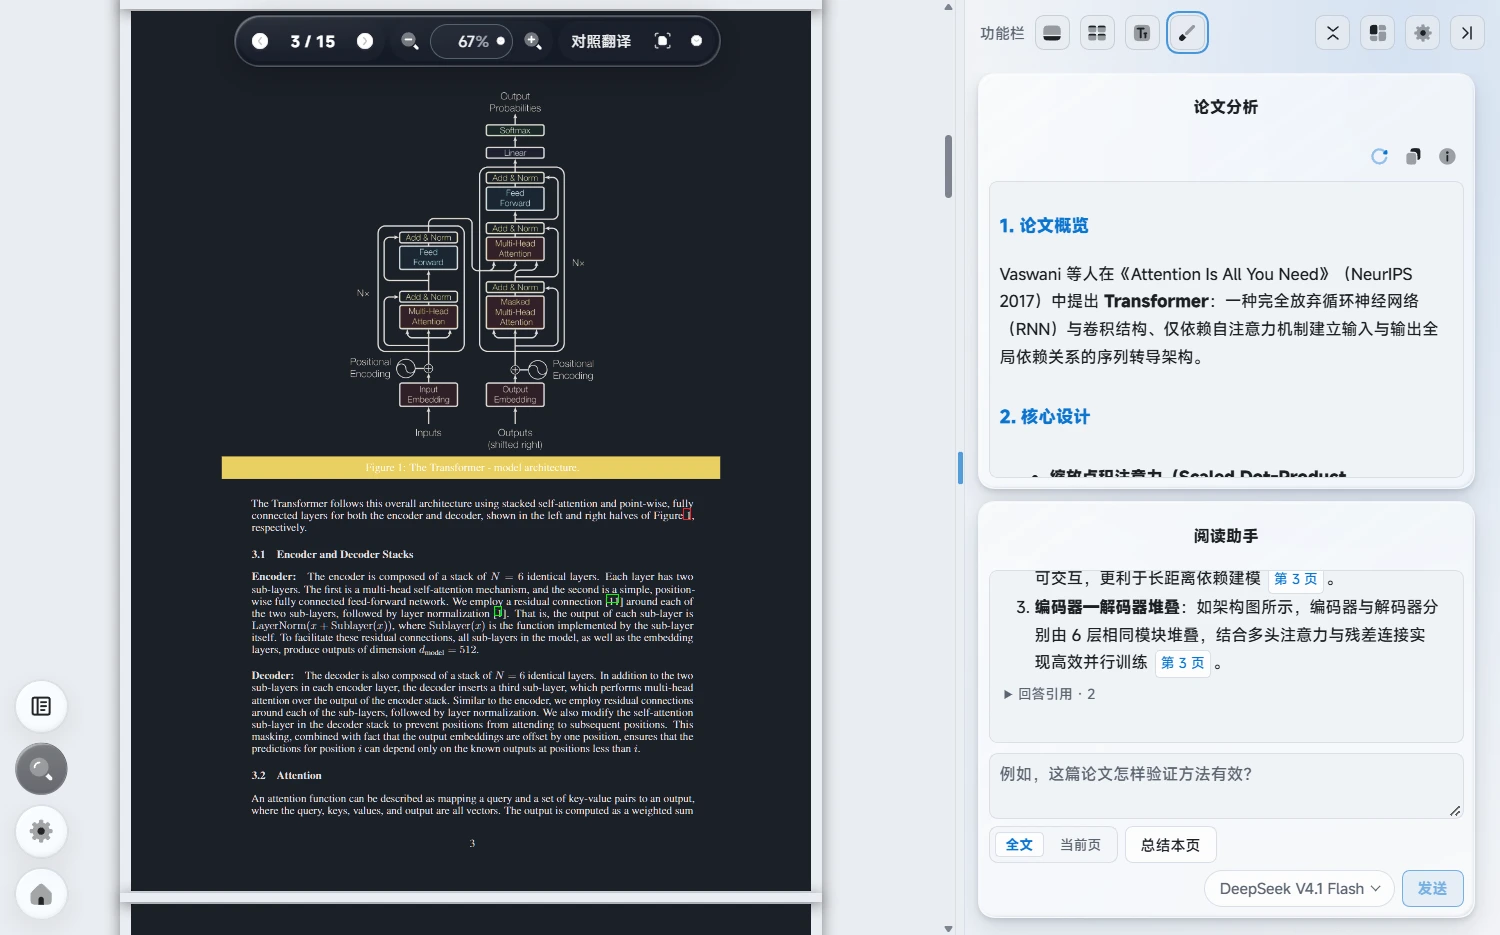 3 / 15
67%
对照翻译
Output
Probabilities
Softmax
Linear
Add & Norm
Feed
Forward
Add & Norm
Multi-Head
Attention
Add & Norm
Masked
Multi-Head
Attention
Nx
Add & Norm
Feed
Forward
Add & Norm
Multi-Head
Attention
Nx
Positional
Encoding
Positional
Encoding
Input
Embedding
Output
Embedding
Inputs
Outputs
(shifted right)
Figure 1: The Transformer - model architecture.
The Transformer follows this overall architecture using stacked self-attention and point-wise, fully
connected layers for both the encoder and decoder, shown in the left and right halves of Figure 1,
respectively.
3.1 Encoder and Decoder Stacks
Encoder: The encoder is composed of a stack of N = 6 identical layers. Each layer has two
sub-layers. The first is a multi-head self-attention mechanism, and the second is a simple, position-
wise fully connected feed-forward network. We employ a residual connection [11] around each of
the two sub-layers, followed by layer normalization [1]. That is, the output of each sub-layer is
LayerNorm(x + Sublayer(x)), where Sublayer(x) is the function implemented by the sub-layer
itself. To facilitate these residual connections, all sub-layers in the model, as well as the embedding
layers, produce outputs of dimension dmodel = 512.
Decoder: The decoder is also composed of a stack of N = 6 identical layers. In addition to the two
sub-layers in each encoder layer, the decoder inserts a third sub-layer, which performs multi-head
attention over the output of the encoder stack. Similar to the encoder, we employ residual connections
around each of the sub-layers, followed by layer normalization. We also modify the self-attention
sub-layer in the decoder stack to prevent positions from attending to subsequent positions. This
masking, combined with fact that the output embeddings are offset by one position, ensures that the
predictions for position i can depend only on the known outputs at positions less than i.
3.2 Attention
An attention function can be described as mapping a query and a set of key-value pairs to an output,
where the query, keys, values, and output are all vectors. The output is computed as a weighted sum
3
功能栏
论文分析
1. 论文概览
Vaswani 等人在《Attention Is All You Need》（NeurIPS
2017）中提出 Transformer：一种完全放弃循环神经网络
（RNN）与卷积结构、仅依赖自注意力机制建立输入与输出全
局依赖关系的序列转导架构。
2. 核心设计
• 缩放点积注意力（Scaled Dot-Product
阅读助手
可交互，更利于长距离依赖建模 第 3 页 。
3. 编码器—解码器堆叠：如架构图所示，编码器与解码器分
别由 6 层相同模块堆叠，结合多头注意力与残差连接实
现高效并行训练 第 3 页 。
▶ 回答引用 · 2
例如，这篇论文怎样验证方法有效？
全文 当前页 总结本页
DeepSeek V4.1 Flash 发送